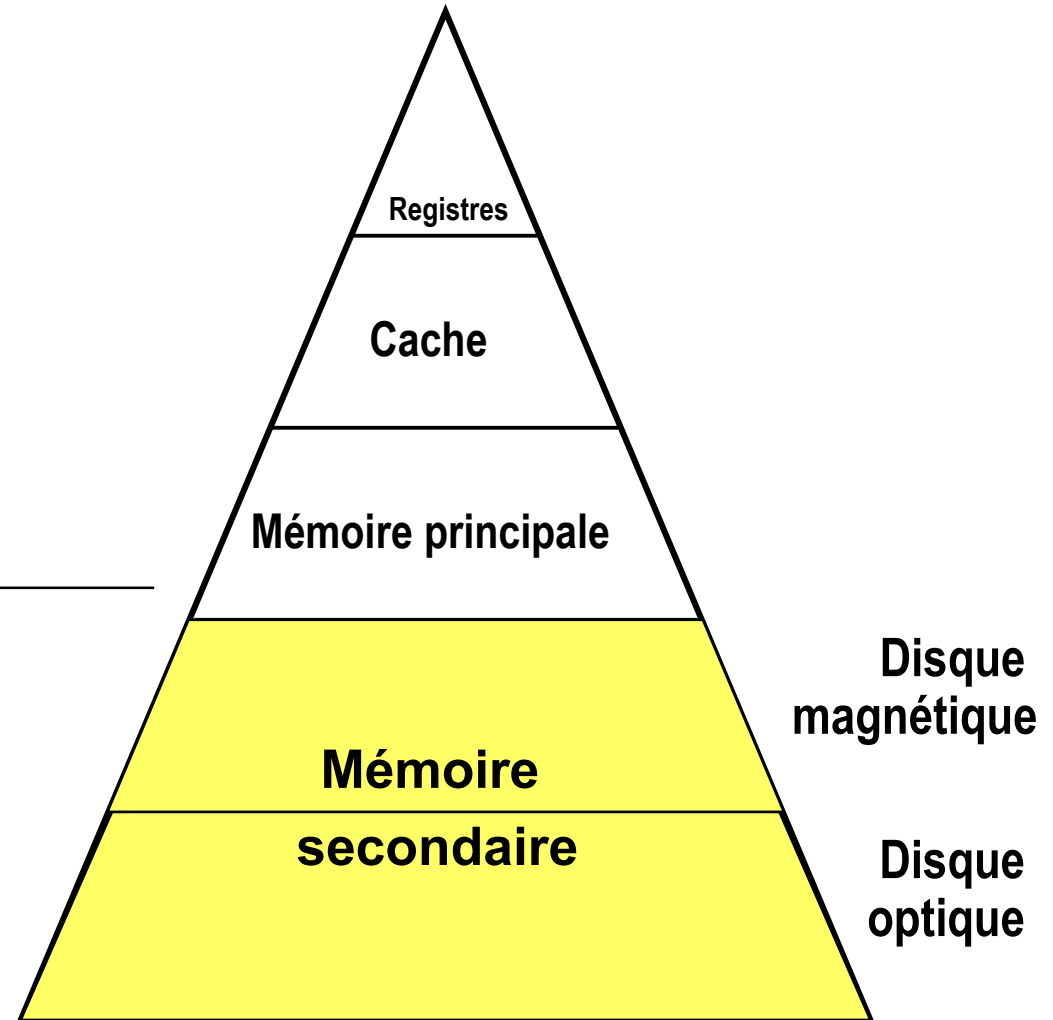 Registres
Cache
Mémoire principale
Disque
magnétique
Mémoire
secondaire
Disque
optique